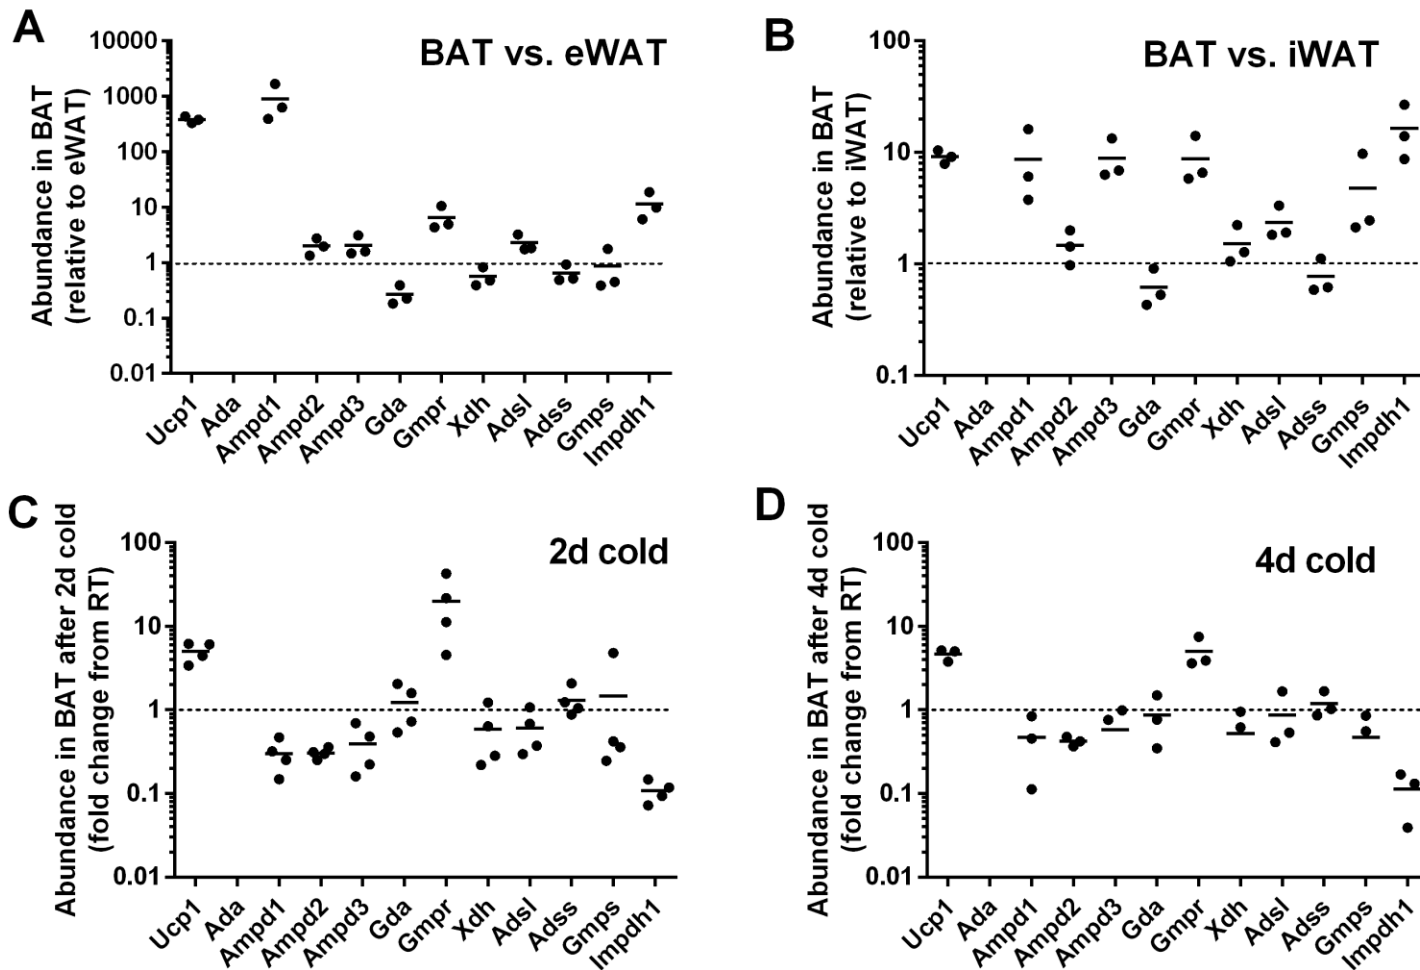 A
BAT vs. eWAT
Abundance in BAT
(relative to eWAT)
10000
1000
100
10
1
0.1
0.01
Ucp1
Ada
Ampd1
Ampd2
Ampd3
Gda
Gmpr
Xdh
Adsl
Adss
Gmps
Impdh1
B
BAT vs. iWAT
Abundance in BAT
(relative to iWAT)
100
10
1
0.1
Ucp1
Ada
Ampd1
Ampd2
Ampd3
Gda
Gmpr
Xdh
Adsl
Adss
Gmps
Impdh1
C
2d cold
Abundance in BAT after 2d cold
(fold change from RT)
100
10
1
0.1
0.01
Ucp1
Ada
Ampd1
Ampd2
Ampd3
Gda
Gmpr
Xdh
Adsl
Adss
Gmps
Impdh1
D
4d cold
Abundance in BAT after 4d cold
(fold change from RT)
100
10
1
0.1
0.01
Ucp1
Ada
Ampd1
Ampd2
Ampd3
Gda
Gmpr
Xdh
Adsl
Adss
Gmps
Impdh1